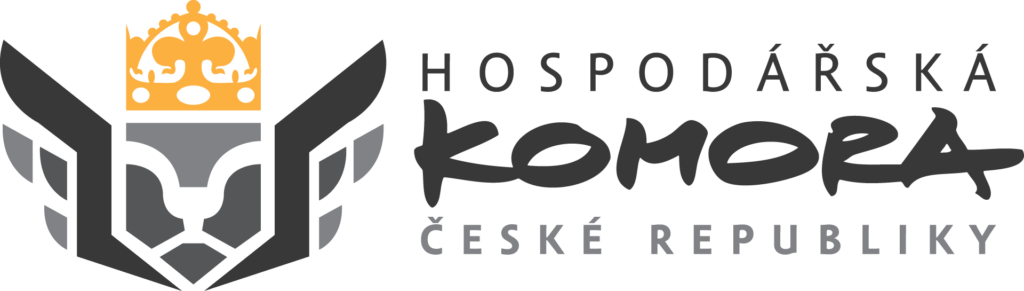 HOSPODÁŘSKÁ
KOMORA
ČESKÉ REPUBLIKY